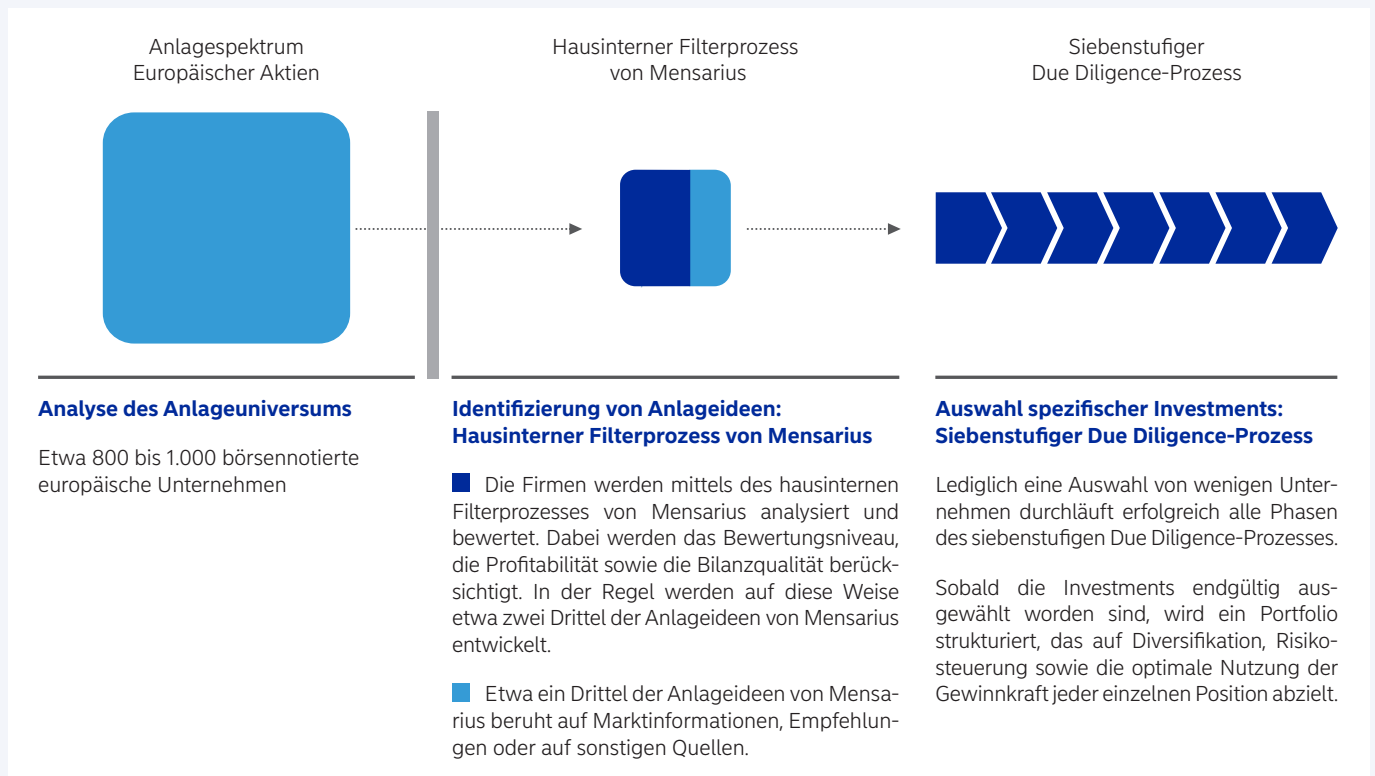 Anlagespektrum
Europäischer Aktien
Hausinterner Filterprozess
von Mensarius
Siebenstufiger
Due Diligence-Prozess
Analyse des Anlageuniversums
Etwa 800 bis 1.000 börsennotierte
europäische Unternehmen
Identifizierung von Anlageideen:
Hausinterner Filterprozess von Mensarius
Die Firmen werden mittels des hausinternen
Filterprozesses von Mensarius analysiert und
bewertet. Dabei werden das Bewertungsniveau,
die Profitabilität sowie die Bilanzqualität berück-
sichtigt. In der Regel werden auf diese Weise
etwa zwei Drittel der Anlageideen von Mensarius
entwickelt.
Etwa ein Drittel der Anlageideen von Mensa-
rius beruht auf Marktinformationen, Empfehlun-
gen oder auf sonstigen Quellen.
Auswahl spezifischer Investments:
Siebenstufiger Due Diligence-Prozess
Lediglich eine Auswahl von wenigen Unter-
nehmen durchläuft erfolgreich alle Phasen
des siebenstufigen Due Diligence-Prozesses.
Sobald die Investments endgültig aus-
gewählt worden sind, wird ein Portfolio
strukturiert, das auf Diversifikation, Risiko-
steuerung sowie die optimale Nutzung der
Gewinnkraft jeder einzelnen Position abzielt.